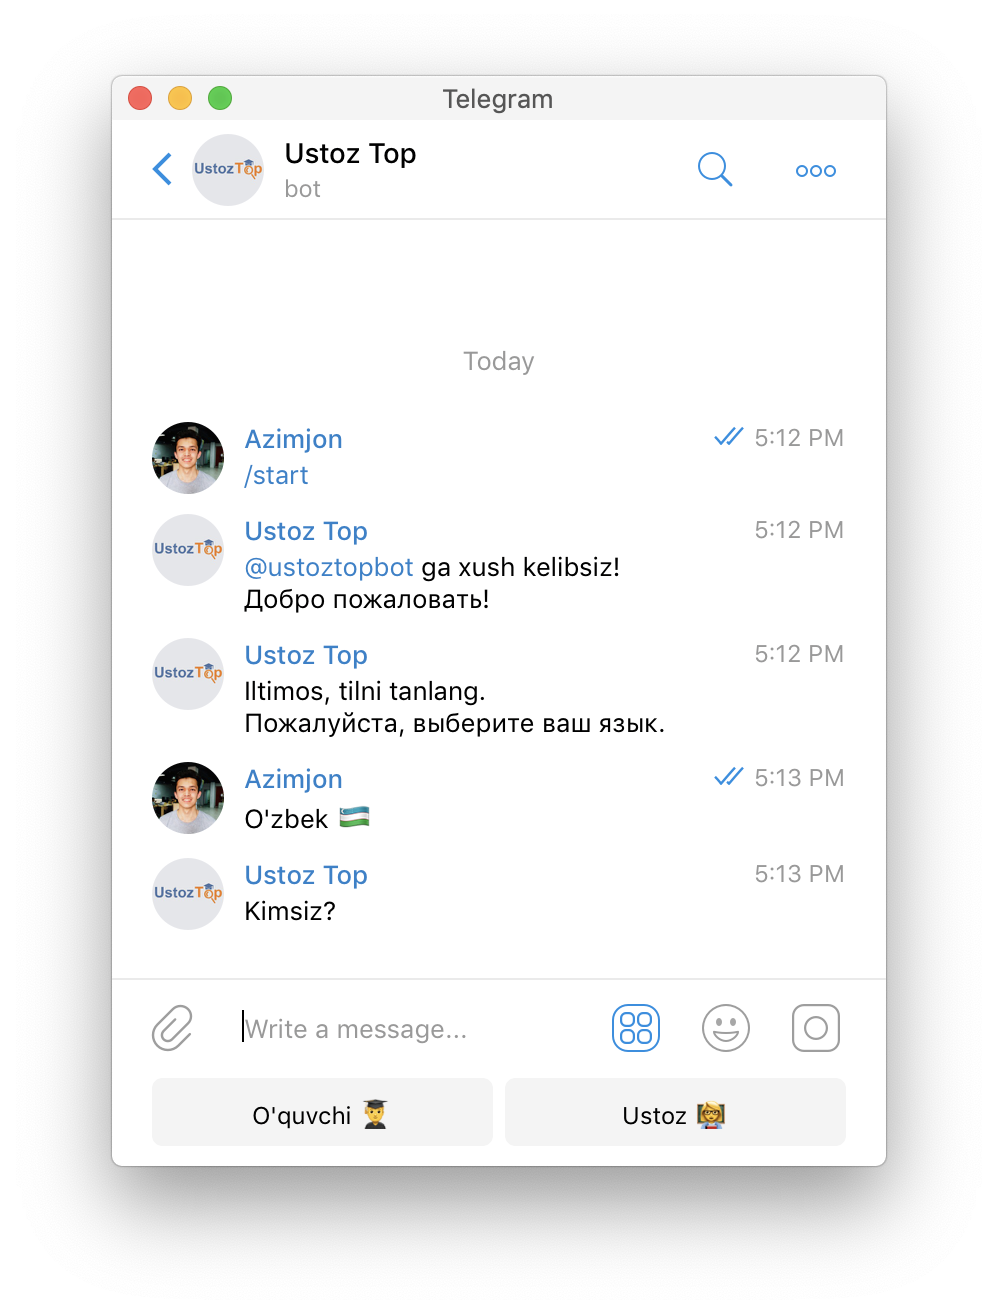 Telegram
UstozTop
Ustoz Top
bot
Today
Azimjon 5:12 PM
/start
UstozTop
Ustoz Top 5:12 PM
@ustoztopbot ga xush kelibsiz!
Добро пожаловать!
UstozTop
Ustoz Top 5:12 PM
Iltimos, tilni tanlang.
Пожалуйста, выберите ваш язык.
Azimjon 5:13 PM
O'zbek 🇺🇿
UstozTop
Ustoz Top 5:13 PM
Kimsiz?
Write a message...
O'quvchi 👨‍🎓 Ustoz 👩‍🏫